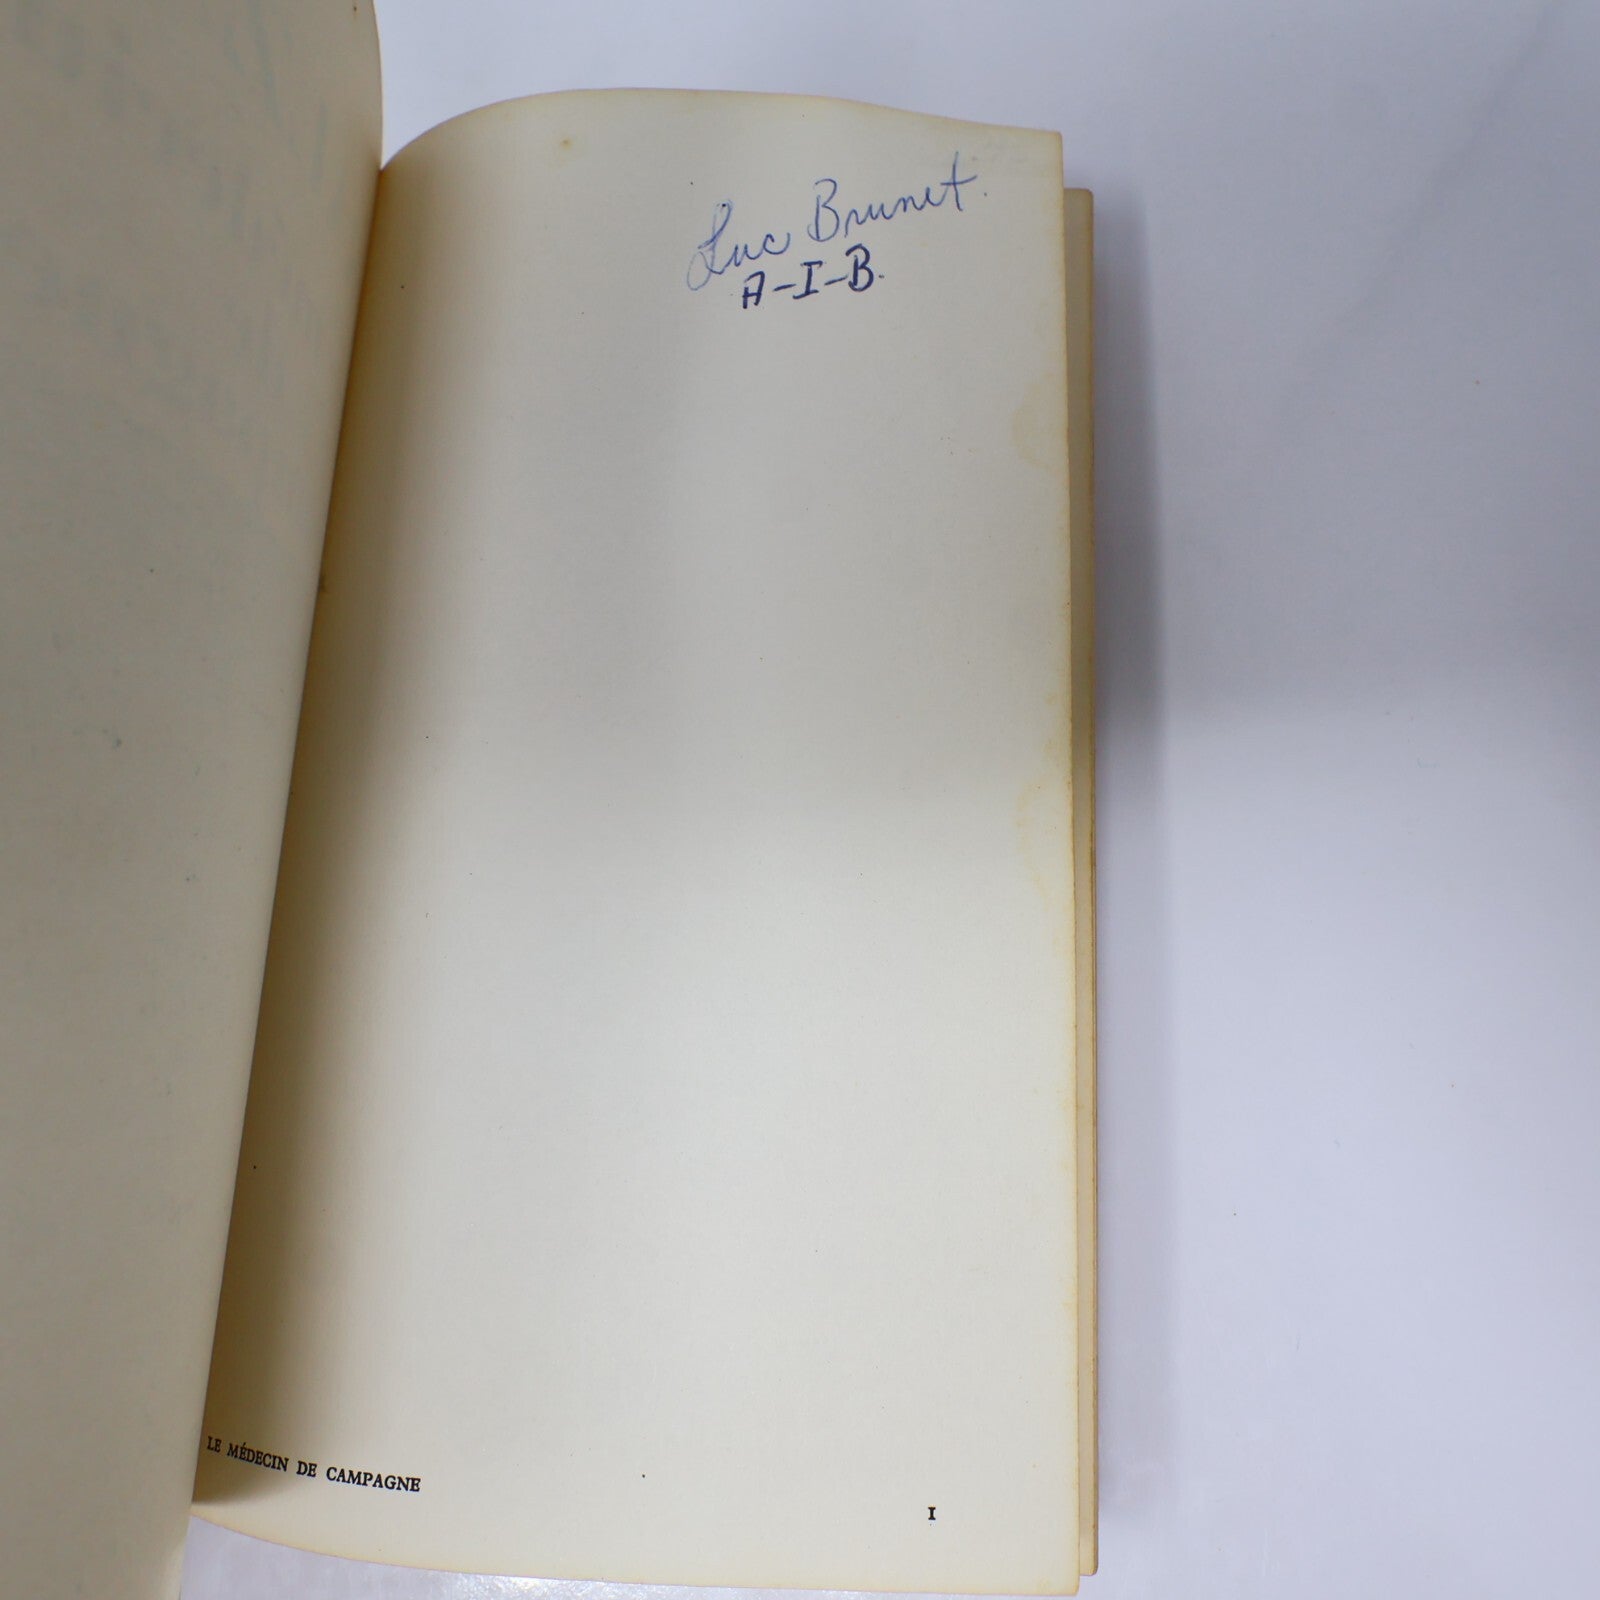 Luc Brunet.
A-I-B.
LE MÉDECIN DE CAMPAGNE
I